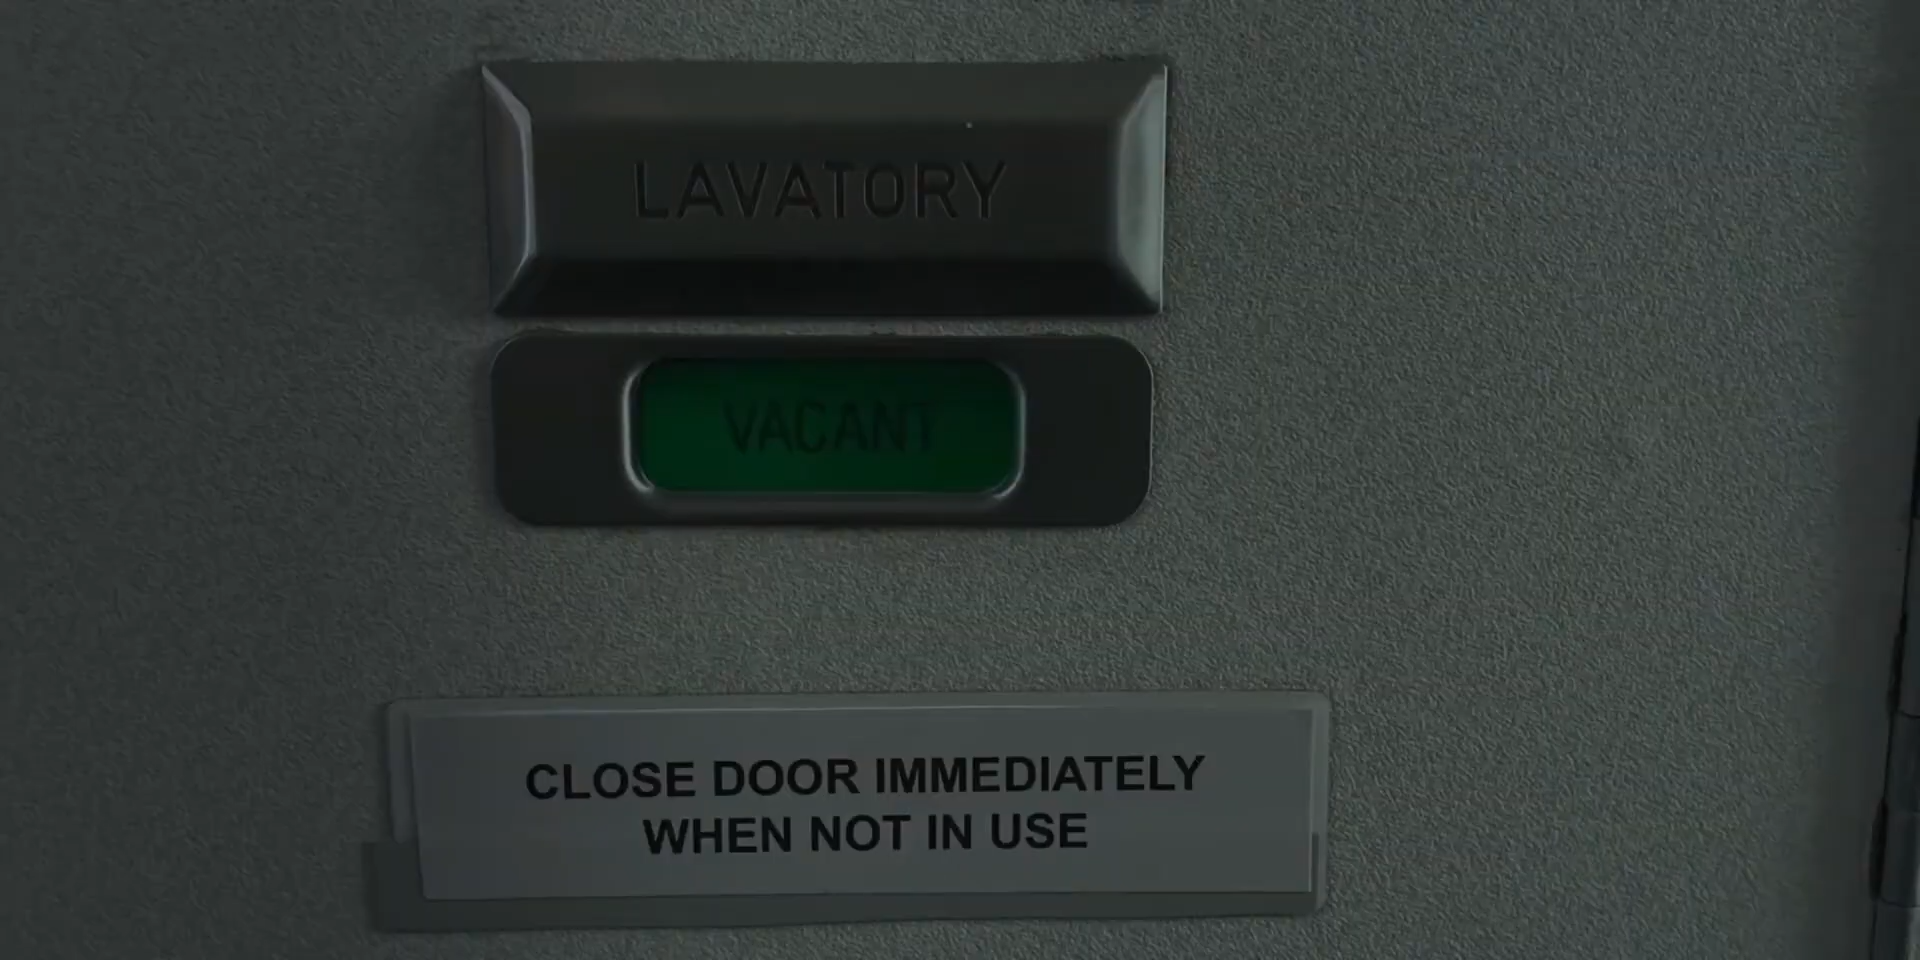 LAVATORY
VACANT
CLOSE DOOR IMMEDIATELY
WHEN NOT IN USE